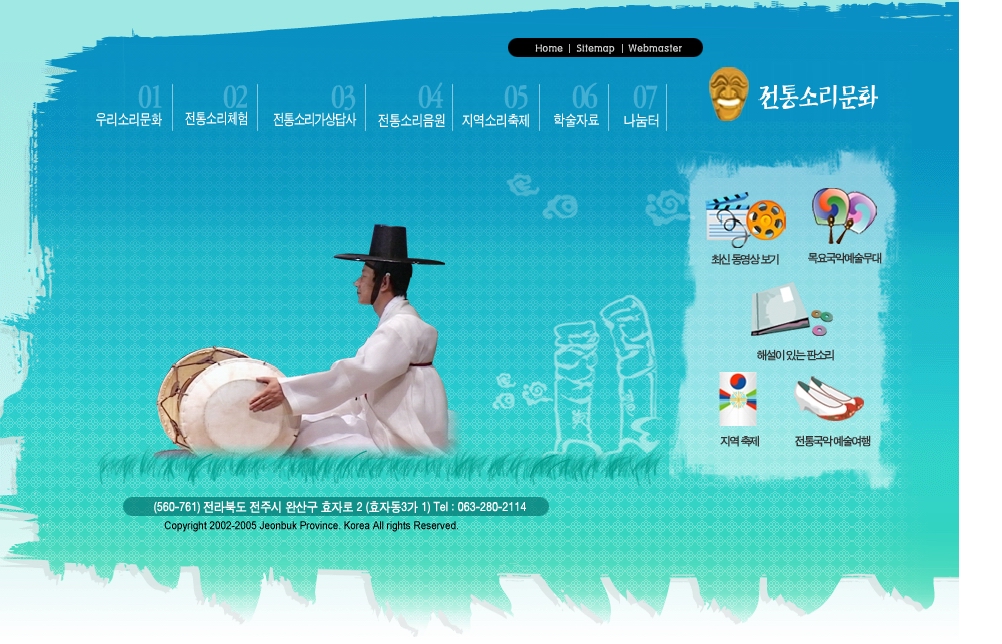 Home | Sitemap | Webmaster
전통소리문화
01 02 03 04 05 06 07
우리소리문화 전통소리체험 전통소리가상답사 전통소리음원 지역소리축제 학술자료 나눔터
최신 동영상 보기 목요국악예술무대
해설이 있는 판소리
지역 축제 전통국악 예술여행
(560-761) 전라북도 전주시 완산구 효자로 2 (효자동3가 1) Tel : 063-280-2114
Copyright 2002-2005 Jeonbuk Province. Korea All rights Reserved.